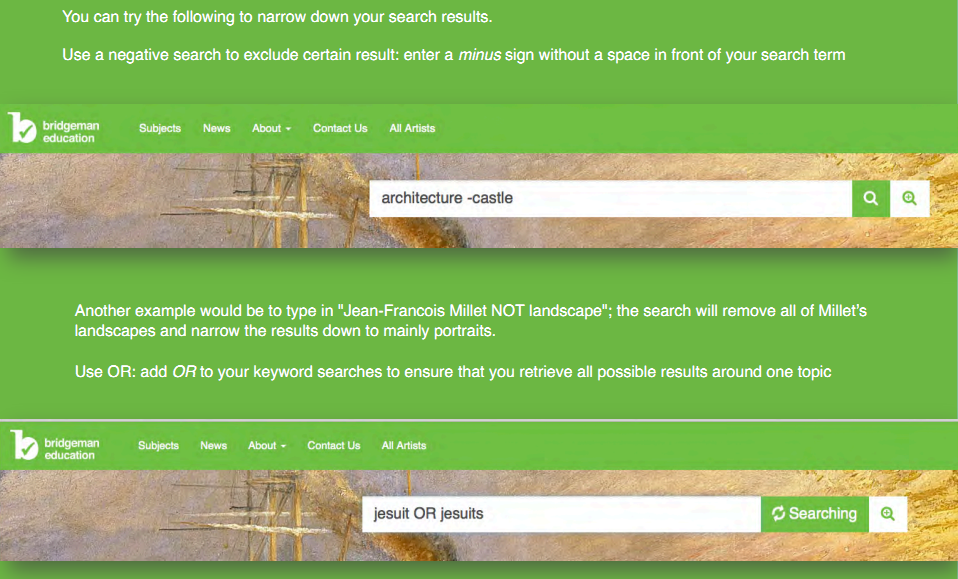 You can try the following to narrow down your search results.
Use a negative search to exclude certain result: enter a minus sign without a space in front of your search term
bridgeman
education
Subjects News About Contact Us All Artists
architecture -castle
Another example would be to type in "Jean-Francois Millet NOT landscape"; the search will remove all of Millet's
landscapes and narrow the results down to mainly portraits.
Use OR: add OR to your keyword searches to ensure that you retrieve all possible results around one topic
bridgeman
education
Subjects News About Contact Us All Artists
jesuit OR jesuits
Searching